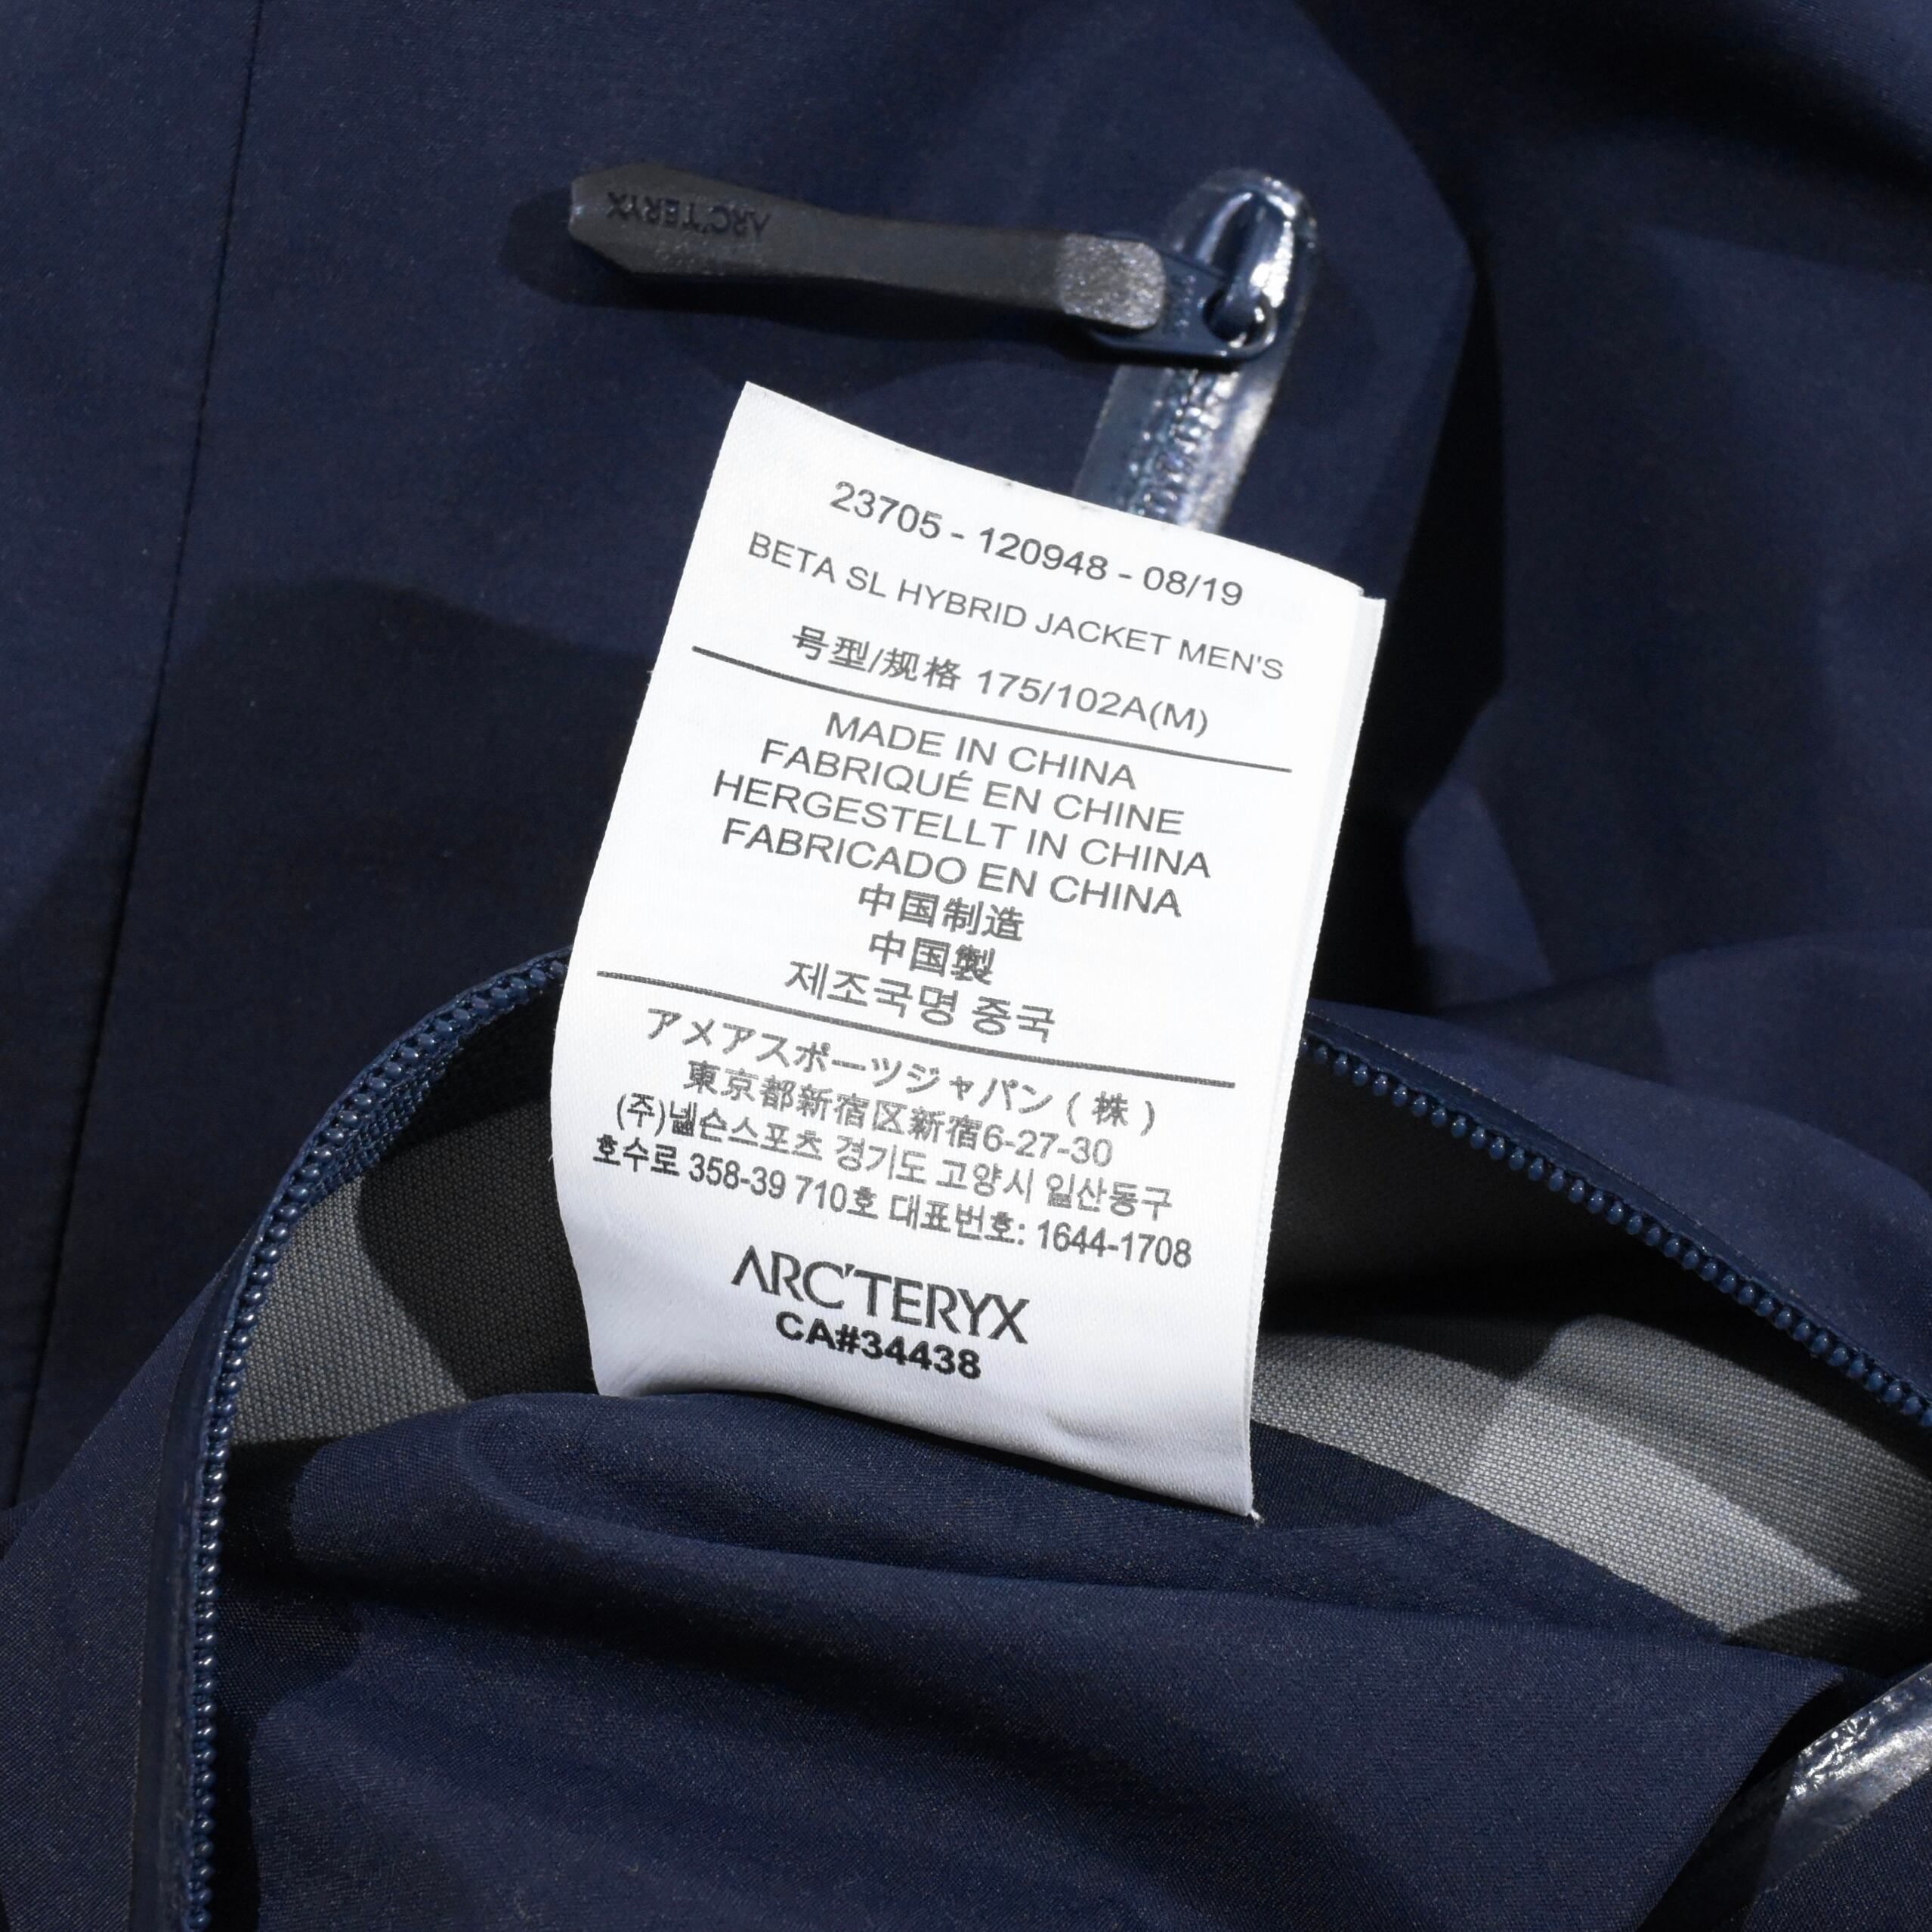 ARC'TERYX
23705 - 120948 - 08/19
BETA SL HYBRID JACKET MEN'S
号型/规格 175/102A(M)
MADE IN CHINA
FABRIQUÉ EN CHINE
HERGESTELLT IN CHINA
FABRICADO EN CHINA
中国制造
中国製
제조국명 중국
アメアスポーツジャパン ( 株 )
東京都新宿区新宿6-27-30
(주)넬슨스포츠 경기도 고양시 일산동구
호수로 358-39 710호 대표번호: 1644-1708
ARC'TERYX
CA#34438